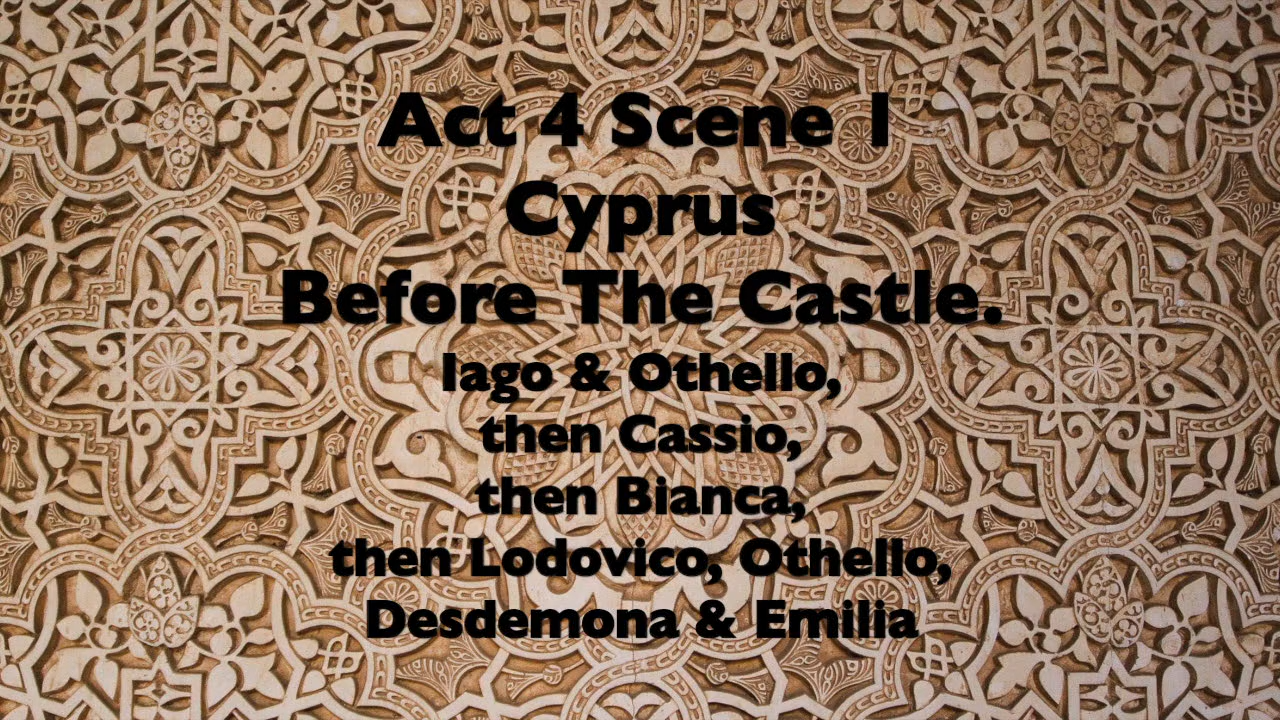 Act 4 Scene 1
Cyprus
Before The Castle.
Iago & Othello,
then Cassio,
then Bianca,
then Lodovico, Othello,
Desdemona & Emilia